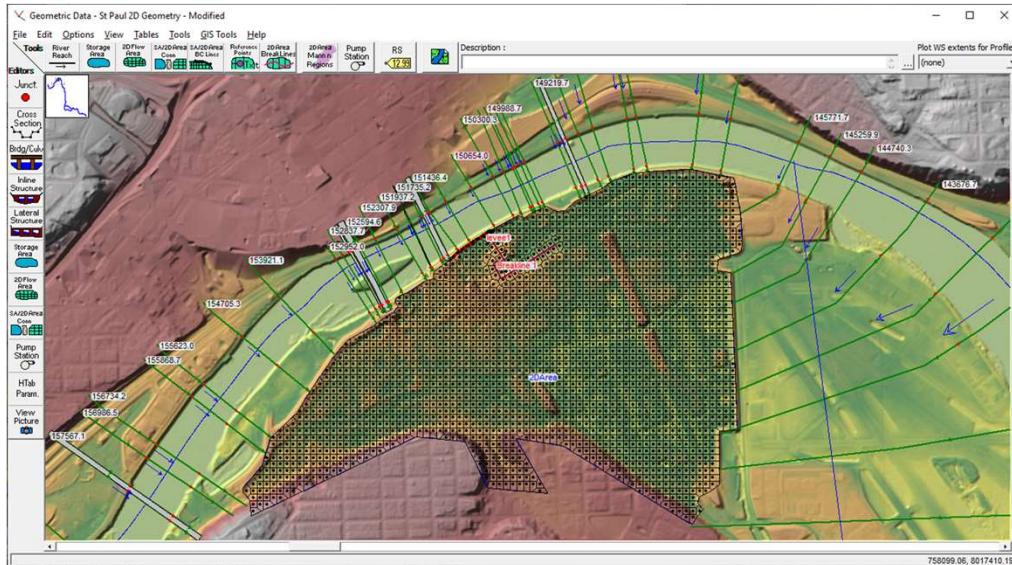 Geometric Data - St Paul 2D Geometry - Modified
File Edit Options View Tables Tools GIS Tools Help
Tools
River Reach
Storage Area
2D Flow Area
SA/2D Area Conn
SA/2D Area BC Lines
Reference Points
2D Area BreakLines
2D Area Mann n Regions
Pump Station
RS
12.99
Description :
...
Plot WS extents for Profile
(none)
Editors
Junct.
Cross Section
Brdg/Culv
Inline Structure
Lateral Structure
Storage Area
2D Flow Area
SA/2D Area Conn
Pump Station
HTab Param.
View Picture
149219.7
149988.7
150300.3
150654.0
151436.4
151735.2
151937.2
152307.9
152594.6
152837.7
152952.0
153921.1
154705.3
155623.0
155868.7
156734.2
156986.5
157567.1
145771.7
145259.9
144740.3
143676.7
levee1
Breakline 1
2DArea
758099.06, 8017410.19